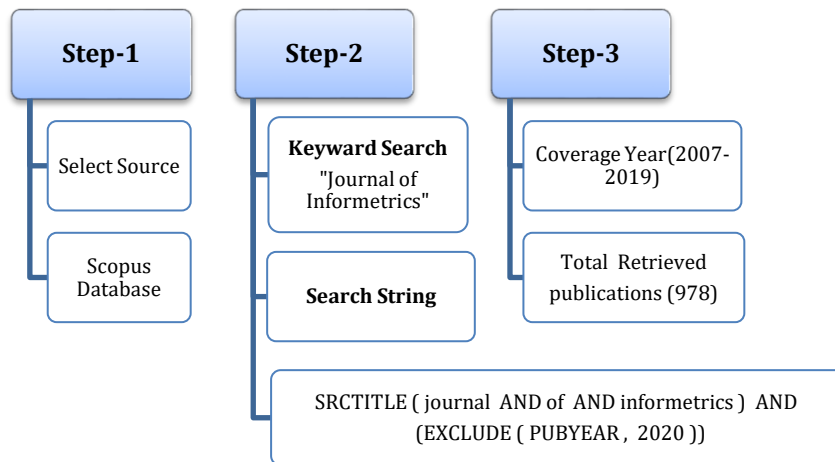 Step-1
Select Source
Scopus
Database
Step-2
Keyword Search
"Journal of
Informetrics"
Search String
SRCTITLE ( journal AND of AND informetrics ) AND
(EXCLUDE ( PUBYEAR , 2020 ))
Step-3
Coverage Year(2007-
2019)
Total Retrieved
publications (978)